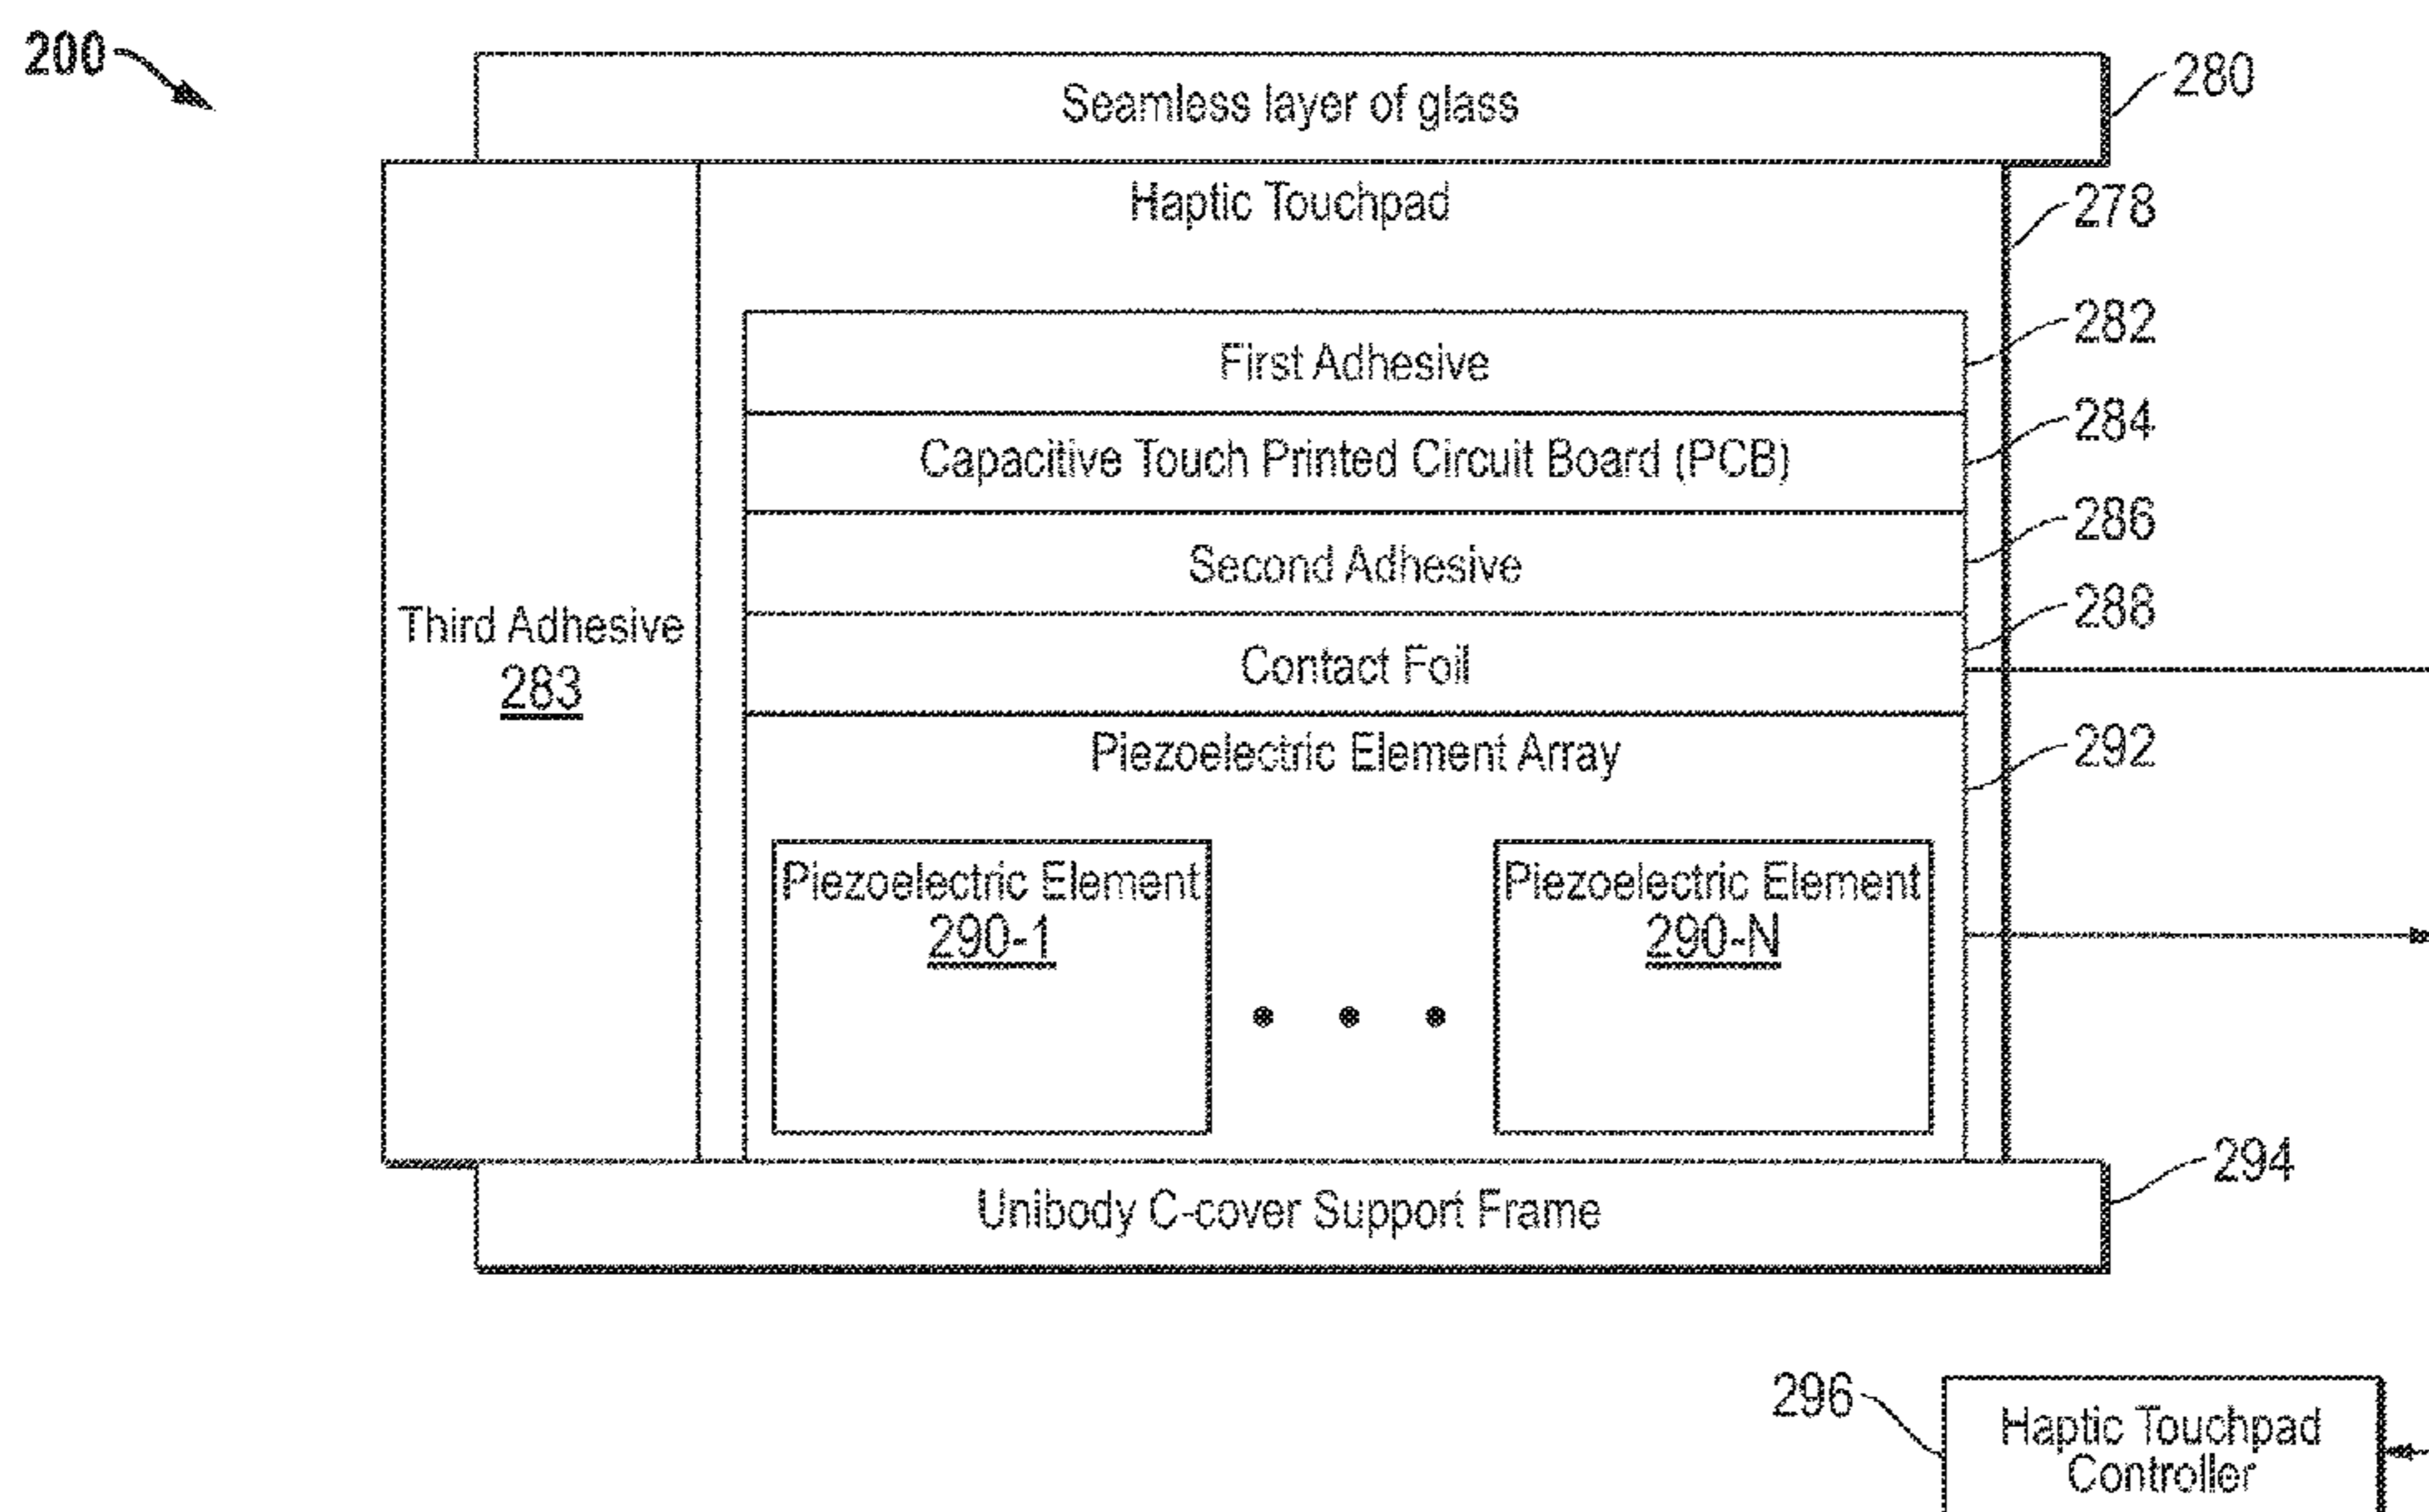 200
Seamless layer of glass
280
Haptic Touchpad
278
First Adhesive
282
Capacitive Touch Printed Circuit Board (PCB)
284
Second Adhesive
286
Third Adhesive
283
Contact Foil
288
Piezoelectric Element Array
292
Piezoelectric Element
290-1
Piezoelectric Element
290-N
Unibody C-cover Support Frame
294
296
Haptic Touchpad
Controller